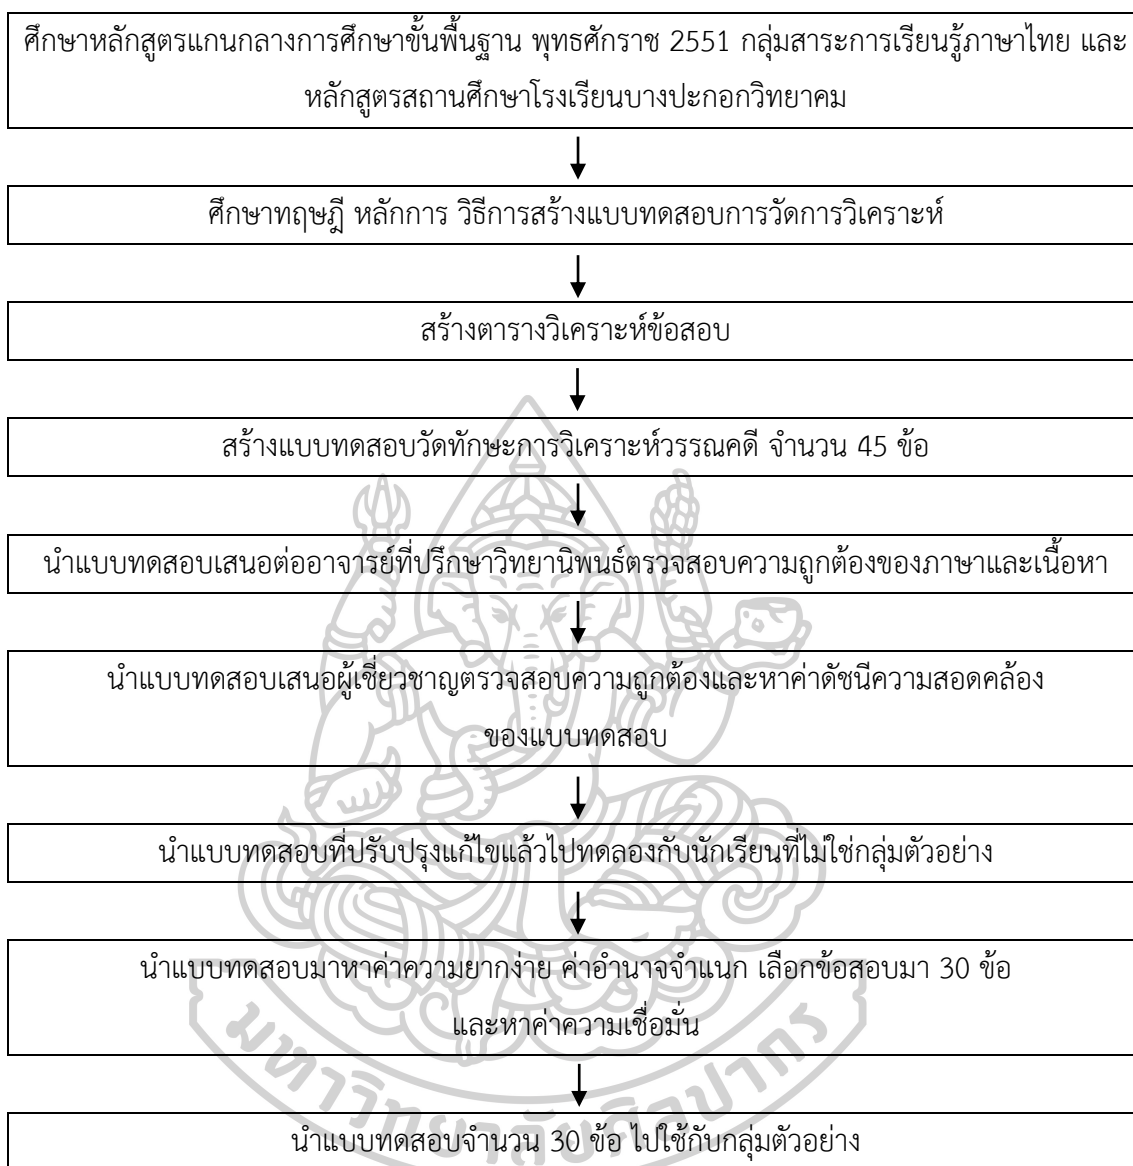 ศึกษาหลักสูตรแกนกลางการศึกษาขั้นพื้นฐาน พุทธศักราช 2551 กลุ่มสาระการเรียนรู้ภาษาไทย และ
หลักสูตรสถานศึกษาโรงเรียนบางปะกอกวิทยาคม
ศึกษาทฤษฎี หลักการ วิธีการสร้างแบบทดสอบการวัดการวิเคราะห์
สร้างตารางวิเคราะห์ข้อสอบ
สร้างแบบทดสอบวัดทักษะการวิเคราะห์วรรณคดี จำนวน 45 ข้อ
นำแบบทดสอบเสนอต่ออาจารย์ที่ปรึกษาวิทยานิพนธ์ตรวจสอบความถูกต้องของภาษาและเนื้อหา
นำแบบทดสอบเสนอผู้เชี่ยวชาญตรวจสอบความถูกต้องและหาค่าดัชนีความสอดคล้อง
ของแบบทดสอบ
นำแบบทดสอบที่ปรับปรุงแก้ไขแล้วไปทดลองกับนักเรียนที่ไม่ใช่กลุ่มตัวอย่าง
นำแบบทดสอบมาหาค่าความยากง่าย ค่าอำนาจจำแนก เลือกข้อสอบมา 30 ข้อ
และหาค่าความเชื่อมั่น
นำแบบทดสอบจำนวน 30 ข้อ ไปใช้กับกลุ่มตัวอย่าง
มหาวิทยาลัยศิลปากร